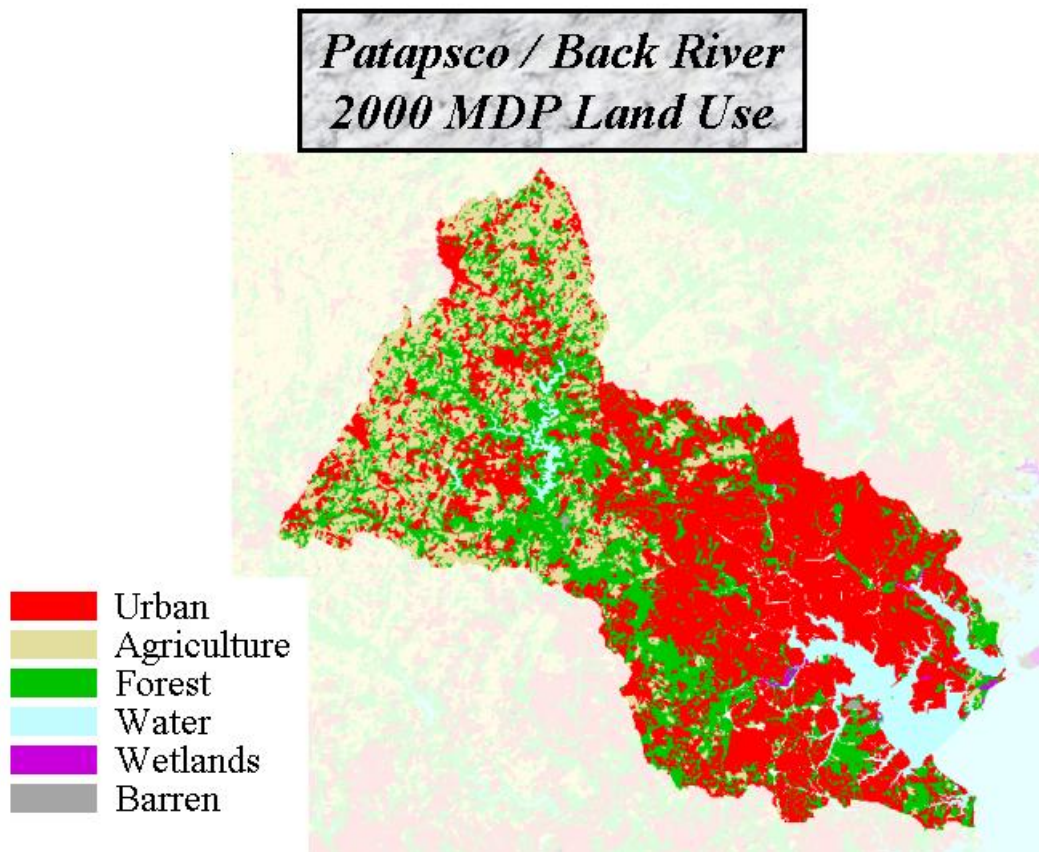 Patapsco / Back River
2000 MDP Land Use
Urban
Agriculture
Forest
Water
Wetlands
Barren